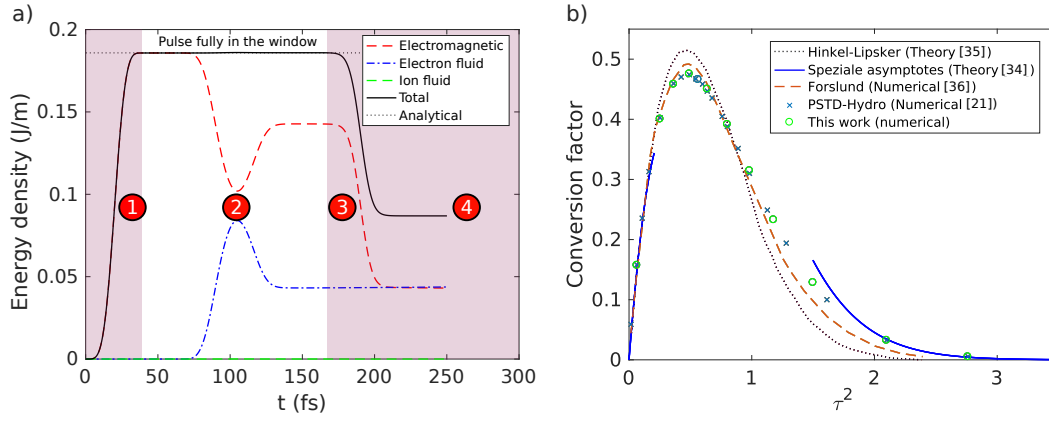 a)
Energy density (J/m)
0.2
0.15
0.1
0.05
0
Pulse fully in the window
Electromagnetic
Electron fluid
Ion fluid
Total
Analytical
1
2
3
4
0 50 100 150 200 250 300
t (fs)
b)
Conversion factor
0.5
0.4
0.3
0.2
0.1
0
Hinkel-Lipsker (Theory [35])
Speziale asymptotes (Theory [34])
Forslund (Numerical [36])
PSTD-Hydro (Numerical [21])
This work (numerical)
0 1 2 3
τ²